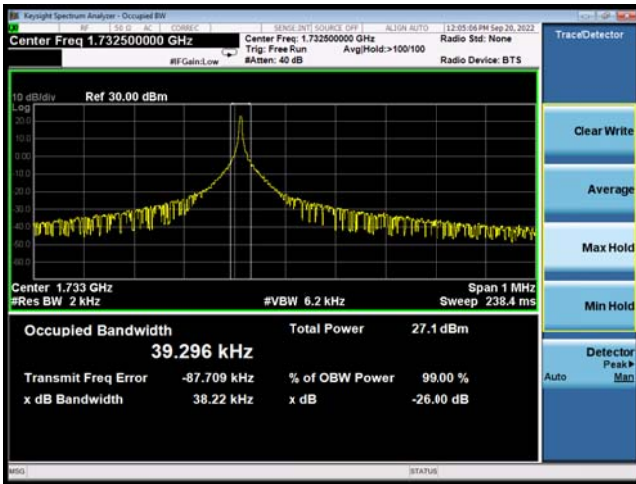 Keysight Spectrum Analyzer - Occupied BW
RF 50 Ω AC CORREC SENSE:INT SOURCE OFF ALIGN AUTO 12:05:06 PM Sep 20, 2022
Center Freq 1.732500000 GHz
Center Freq: 1.732500000 GHz
Radio Std: None
Trig: Free Run Avg|Hold:>100/100
#IFGain:Low #Atten: 40 dB
Radio Device: BTS
Trace/Detector
10 dB/div Ref 30.00 dBm
Log
20.0
10.0
0.00
-10.0
-20.0
-30.0
-40.0
-50.0
-60.0
Center 1.733 GHz
Span 1 MHz
#Res BW 2 kHz
#VBW 6.2 kHz
Sweep 238.4 ms
Occupied Bandwidth
39.296 kHz
Total Power 27.1 dBm
Transmit Freq Error -87.709 kHz
% of OBW Power 99.00 %
x dB Bandwidth 38.22 kHz
x dB -26.00 dB
Clear Write
Average
Max Hold
Min Hold
Detector
Peak▶
Auto Man
MSG
STATUS